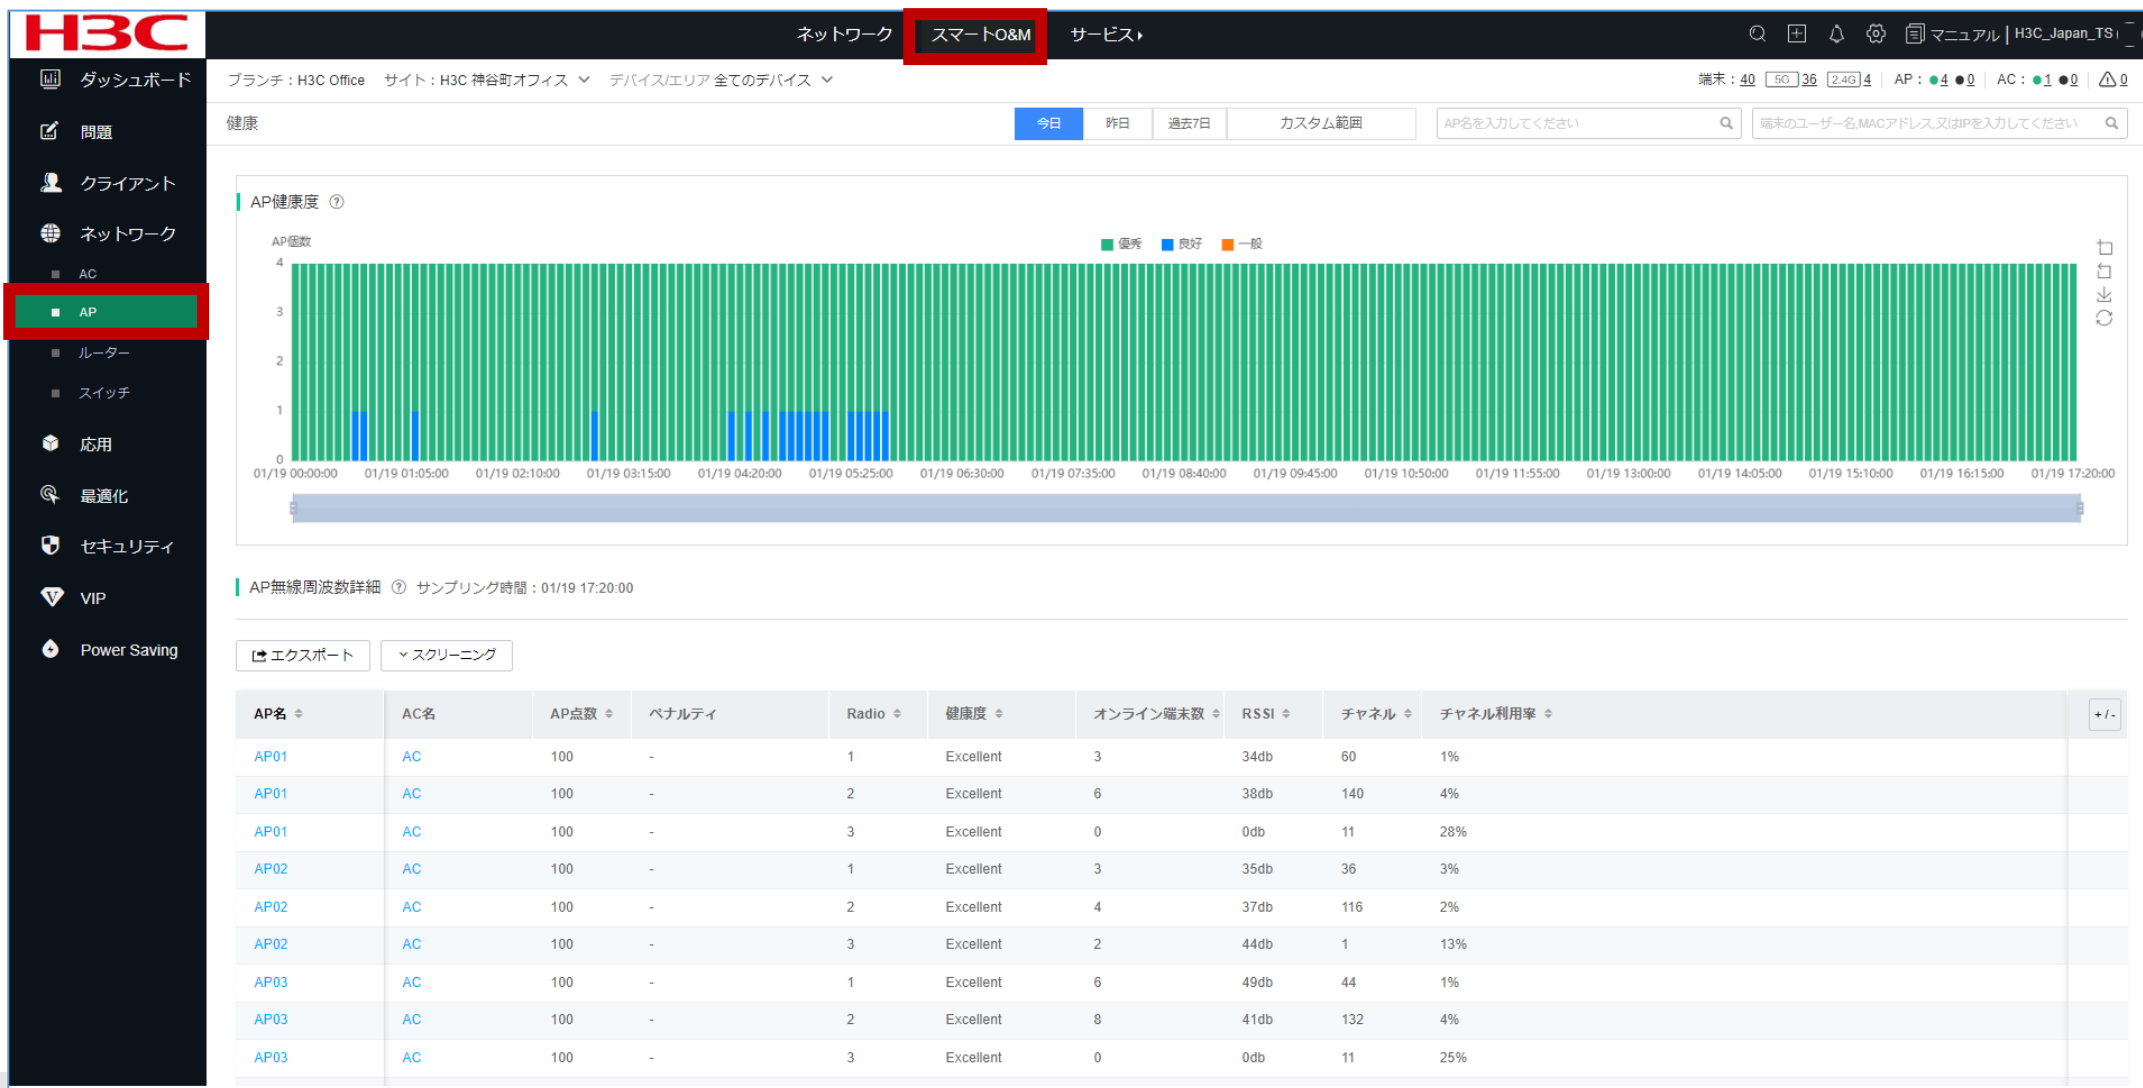 H3C
ネットワーク スマートO&M サービス
マニュアル | H3C_Japan_TS
ダッシュボード
問題
クライアント
ネットワーク
AC
AP
ルーター
スイッチ
応用
最適化
セキュリティ
VIP
Power Saving
ブランチ：H3C Office サイト：H3C 神谷町オフィス デバイス/エリア 全てのデバイス
端末：40 5G 36 2.4G 4 AP：4 0 AC：1 0 0
健康
今日 昨日 過去7日 カスタム範囲 AP名を入力してください 端末のユーザー名,MACアドレス,又はIPを入力してください
AP健康度 ?
AP個数
優秀 良好 一般
4
3
2
1
0
01/19 00:00:00 01/19 01:05:00 01/19 02:10:00 01/19 03:15:00 01/19 04:20:00 01/19 05:25:00 01/19 06:30:00 01/19 07:35:00 01/19 08:40:00 01/19 09:45:00 01/19 10:50:00 01/19 11:55:00 01/19 13:00:00 01/19 14:05:00 01/19 15:10:00 01/19 16:15:00 01/19 17:20:00
AP無線周波数詳細 ? サンプリング時間：01/19 17:20:00
エクスポート スクリーニング
AP名 AC名 AP点数 ペナルティ Radio 健康度 オンライン端末数 RSSI チャネル チャネル利用率 +/-
AP01 AC 100 - 1 Excellent 3 34db 60 1%
AP01 AC 100 - 2 Excellent 6 38db 140 4%
AP01 AC 100 - 3 Excellent 0 0db 11 28%
AP02 AC 100 - 1 Excellent 3 35db 36 3%
AP02 AC 100 - 2 Excellent 4 37db 116 2%
AP02 AC 100 - 3 Excellent 2 44db 1 13%
AP03 AC 100 - 1 Excellent 6 49db 44 1%
AP03 AC 100 - 2 Excellent 8 41db 132 4%
AP03 AC 100 - 3 Excellent 0 0db 11 25%